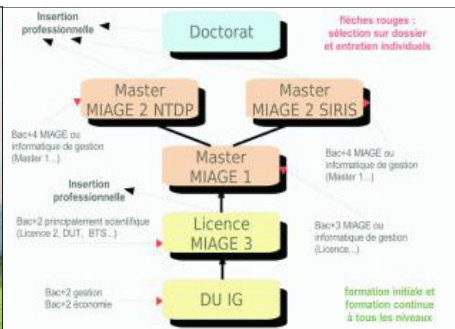 Insertion
professionnelle
Doctorat
flèches rouges :
sélection sur dossier
et entretien individuels
Master
MIAGE 2 NTDP
Master
MIAGE 2 SIRIS
Bac+4 MIAGE ou
informatique de gestion
(Master 1...)
Bac+4 MIAGE ou
informatique de gestion
(Master 1...)
Master
MIAGE 1
Insertion
professionnelle
Bac+2 principalement scientifique
(Licence 2, DUT, BTS...)
Licence
MIAGE 3
Bac+3 MIAGE ou
informatique de gestion
(Licence...)
Bac+2 gestion
Bac+2 économie
DU IG
formation initiale et
formation continue
à tous les niveaux